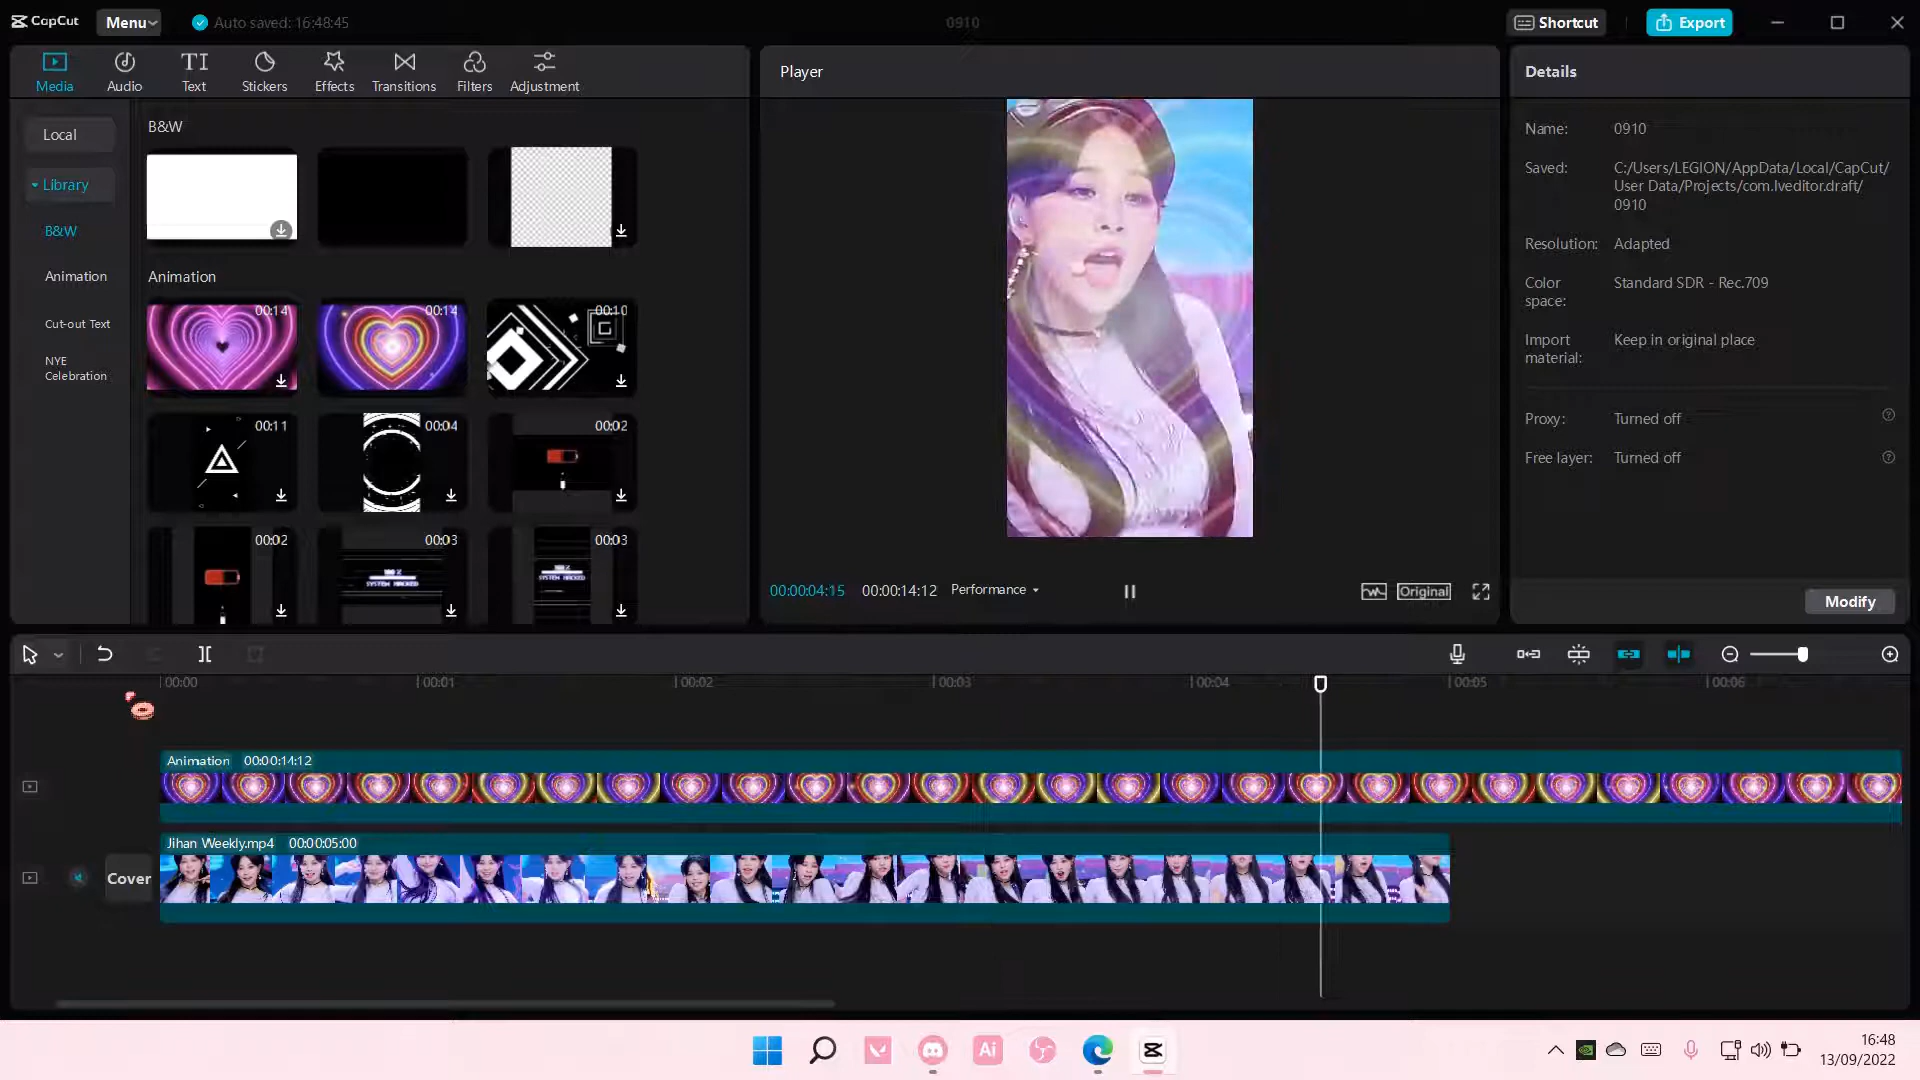 CapCut
Menu
Auto saved: 16:48:45
0910
Shortcut
Export
Media
Audio
TI
Text
Stickers
Effects
Transitions
Filters
Adjustment
Player
Details
Local
Library
B&W
Animation
Cut-out Text
NYE
Celebration
B&W
Animation
00:14
00:14
00:10
00:11
00:04
00:02
00:02
00:03
00:03
SYSTEM HACKED
SYSTEM HACKED
00:00:04:15
00:00:14:12
Performance
Original
Name:
0910
Saved:
C:/Users/LEGION/AppData/Local/CapCut/
User Data/Projects/com.lveditor.draft/
0910
Resolution:
Adapted
Color
space:
Standard SDR - Rec.709
Import
material:
Keep in original place
Proxy:
Turned off
Free layer:
Turned off
Modify
00:00
00:01
00:02
00:03
00:04
00:05
00:06
Animation 00:00:14:12
Jihan Weekly.mp4 00:00:05:00
Cover
Ai
16:48
13/09/2022